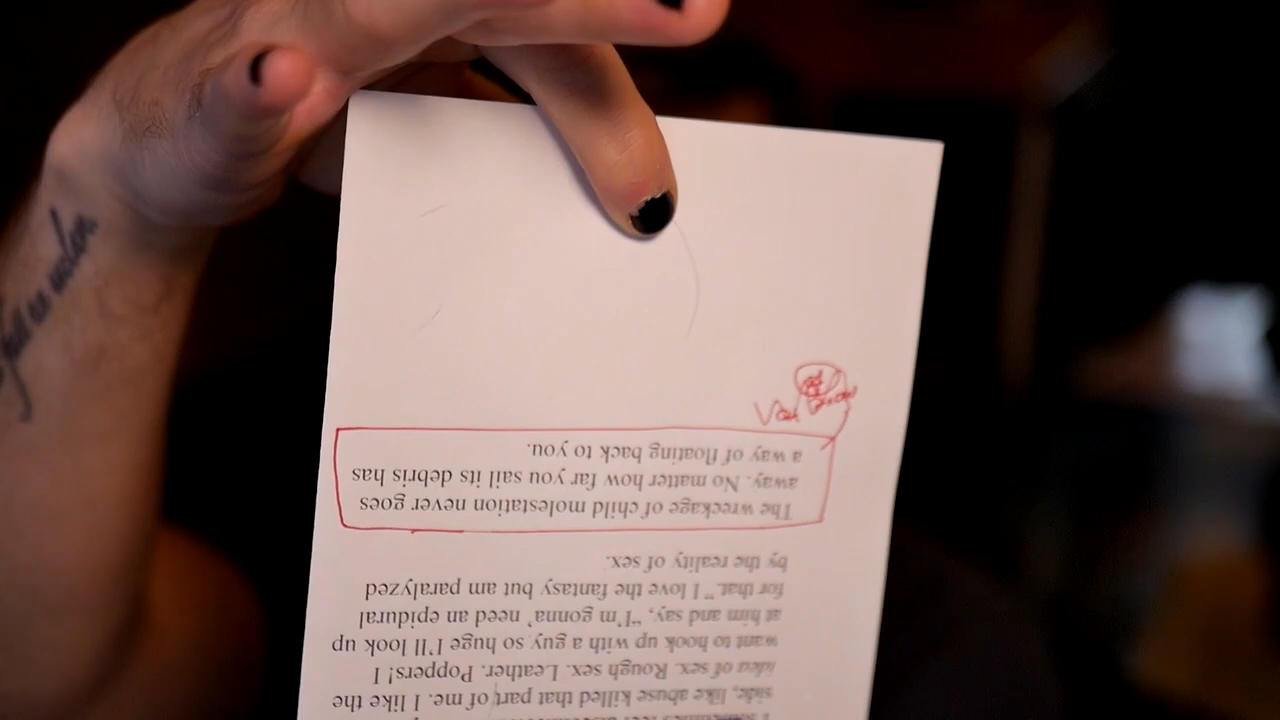 side, like abuse killed that part of me. I like the
idea of sex. Rough sex. Leather. Poppers! I
want to hook up with a guy so huge I'll look up
at him and say, “I'm gonna' need an epidural
for that.” I love the fantasy but am paralyzed
by the reality of sex.
The wreckage of child molestation never goes
away. No matter how far you sail its debris has
a way of floating back to you.